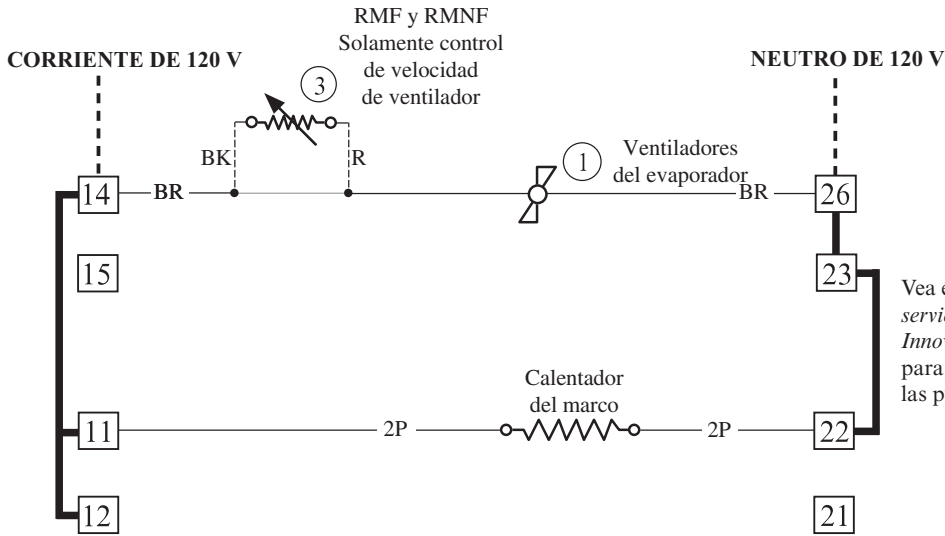 RMF y RMNF
Solamente control
de velocidad
de ventilador
CORRIENTE DE 120 V
NEUTRO DE 120 V
3
BK
R
1
Ventiladores
del evaporador
14
BR
BR
26
15
23
Vea e
servic
Innov
para
las p
Calentador
del marco
11
2P
2P
22
12
21